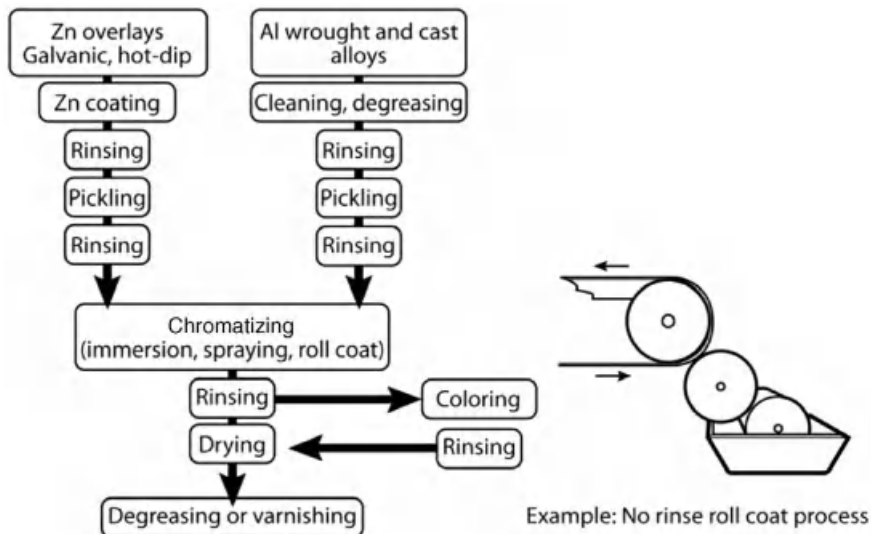 Zn overlays
Galvanic, hot-dip
Zn coating
Rinsing
Pickling
Rinsing
Al wrought and cast
alloys
Cleaning, degreasing
Rinsing
Pickling
Rinsing
Chromatizing
(immersion, spraying, roll coat)
Rinsing
Coloring
Drying
Rinsing
Degreasing or varnishing
Example: No rinse roll coat process